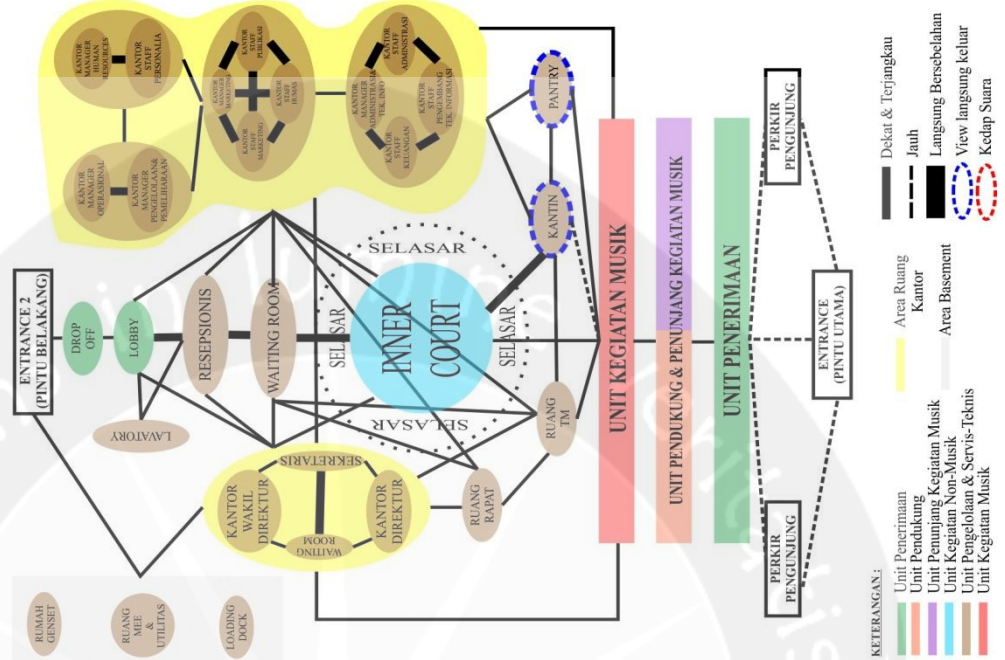 ENTRANCE 2
(PINTU BELAKANG)
DROP
OFF
LOBBY
LAVATORY
RESEPSIONIS
WAITING ROOM
RUMAH
GENSET
RUANG
MEE
&
UTILITAS
LOADING
DOCK
KANTOR
MANAGER
OPERASIONAL
KANTOR
MANAGER
PENGELOLAAN&
PEMELIHARAAN
KANTOR
MANAGER
HUMAN
RESOURCES
KANTOR
STAFF
PERSONALIA
KANTOR
MANAGER
MARKETING
KANTOR
STAFF
PUBLIKASI
KANTOR
STAFF
MARKETING
KANTOR
STAFF
HUMAS
KANTOR
MANAGER
ADMINISTRASI&
TEK. INFO
KANTOR
STAFF
ADMINISTRASI
KANTOR
STAFF
KEUANGAN
KANTOR
STAFF
PENGEMBANG
TEK. INFORMASI
KANTOR
WAKIL
DIREKTUR
SEKRETARIS
WAITING
ROOM
KANTOR
DIREKTUR
SELASAR
SELASAR
SELASAR
SELASAR
INNER
COURT
RUANG
RAPAT
RUANG
TM
KANTIN
PANTRY
UNIT KEGIATAN MUSIK
UNIT PENDUKUNG & PENUNJANG KEGIATAN MUSIK
UNIT PENERIMAAN
PERKIR
PENGUNJUNG
PERKIR
PENGUNJUNG
ENTRANCE
(PINTU UTAMA)
KETERANGAN :
Unit Penerimaan
Unit Pendukung
Unit Penunjang Kegiatan Musik
Unit Kegiatan Non-Musik
Unit Pengelolaan & Servis-Teknis
Unit Kegiatan Musik
Area Ruang
Kantor
Area Basement
Dekat & Terjangkau
Jauh
Langsung Bersebelahan
View langsung keluar
Kedap Suara